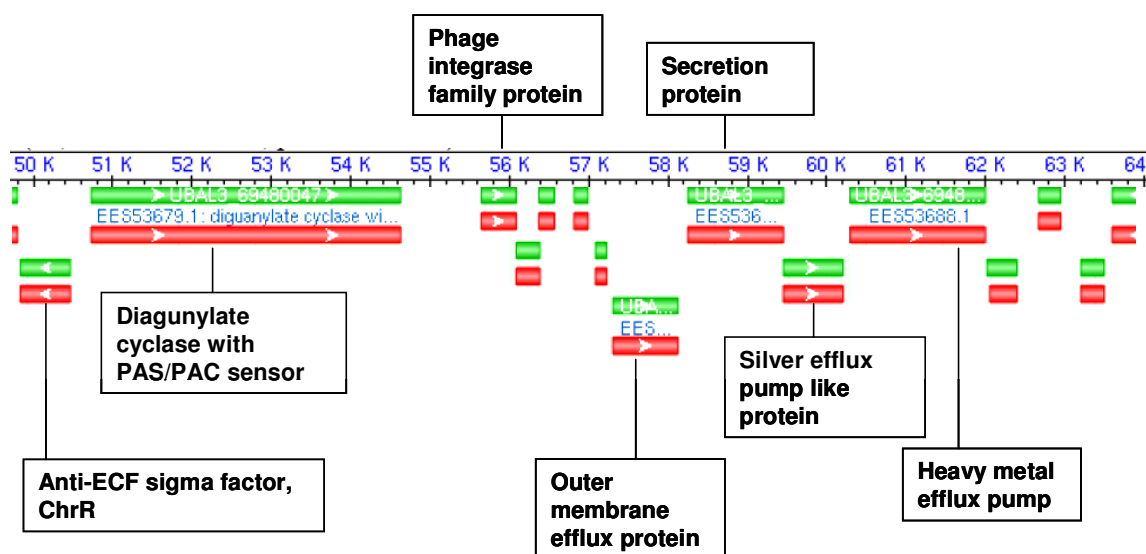 Phage
integrase
family protein
Secretion
protein
50 K 51 K 52 K 53 K 54 K 55 K 56 K 57 K 58 K 59 K 60 K 61 K 62 K 63 K 64
UBAL3_69480047 UBAL3 ... UBAL3_6948...
EES53679.1: diguanylate cyclase wi... EES536... EES53688.1
UBA...
EES...
Diagunylate
cyclase with
PAS/PAC sensor
Silver efflux
pump like
protein
Anti-ECF sigma factor,
ChrR
Outer
membrane
efflux protein
Heavy metal
efflux pump